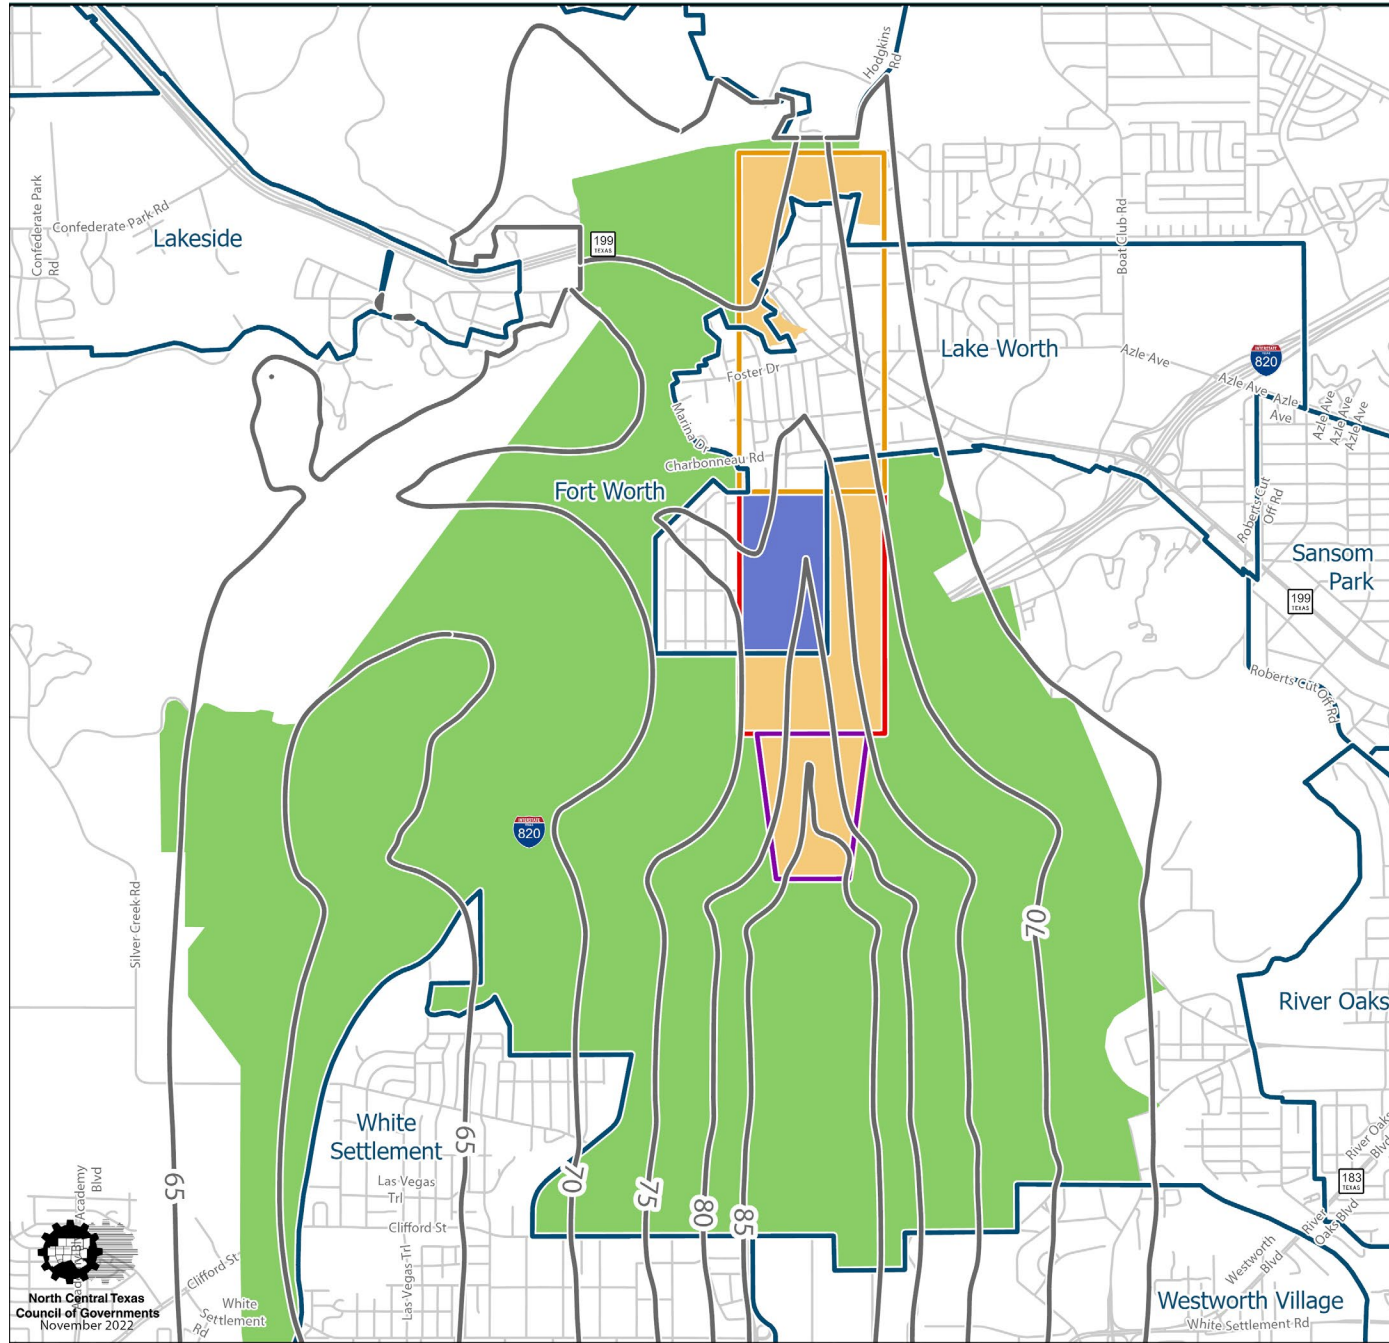 Hodgkins
Rd
Confederate Park
Rd
Confederate Park Rd
Lakeside
199
TEXAS
Boat Club Rd
Lake Worth
Azle Ave
INTERSTATE
820
Azle Ave
Azle
Ave
Azle Ave
Azle Ave
Azle Ave
Foster Dr
Marina Dr
Charbonneau Rd
Fort Worth
Roberts Cut
Off Rd
Sansom
Park
199
TEXAS
Roberts Cut Off Rd
INTERSTATE
820
Silver Creek Rd
70
River Oaks
White
Settlement
65
65
70
75
80
85
Las Vegas
Trl
Clifford St
Las Vegas Trl
183
TEXAS
River Oaks
Blvd
River
Oaks Blvd
Westworth
Blvd
Westworth Village
White Settlement Rd
Academy
Blvd
Academy Blvd
Clifford St
White
Settlement
Rd
North Central Texas
Council of Governments
November 2022